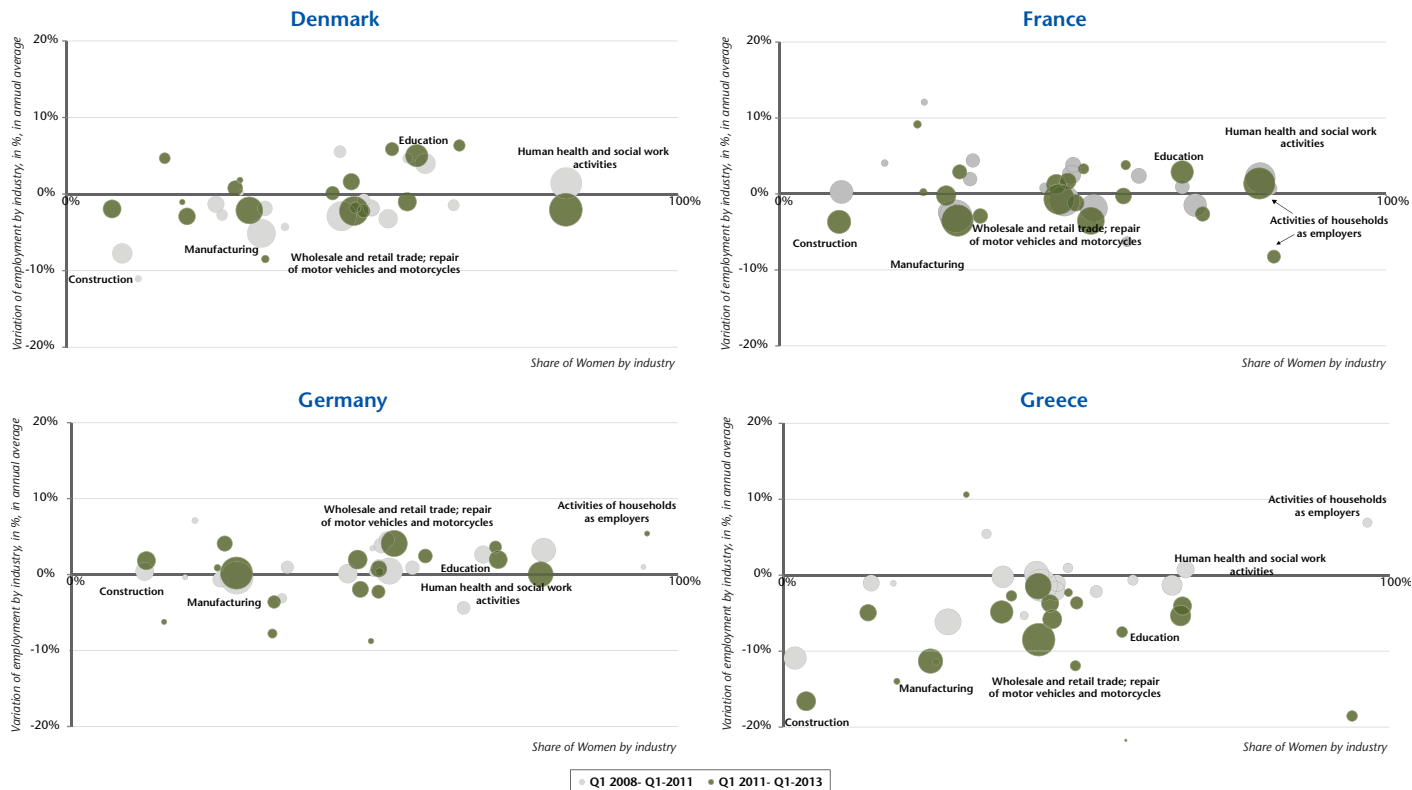 Denmark
Variation of employment by industry, in %, in annual average
20%
10%
0%
-10%
-20%
0%
100%
Education
Human health and social work
activities
Manufacturing
Wholesale and retail trade; repair
of motor vehicles and motorcycles
Construction
Share of Women by industry
France
Variation of employment by industry, in %, in annual average
20%
10%
0%
-10%
-20%
0%
100%
Human health and social work
activities
Education
Activities of households
as employers
Wholesale and retail trade; repair
of motor vehicles and motorcycles
Construction
Manufacturing
Share of Women by industry
Germany
Variation of employment by industry, in %, in annual average
20%
10%
0%
-10%
-20%
0%
100%
Activities of households
as employers
Wholesale and retail trade; repair
of motor vehicles and motorcycles
Education
Human health and social work
activities
Construction
Manufacturing
Share of Women by industry
Greece
Variation of employment by industry, in %, in annual average
20%
10%
0%
-10%
-20%
0%
100%
Activities of households
as employers
Human health and social work
activities
Education
Manufacturing
Wholesale and retail trade; repair
of motor vehicles and motorcycles
Construction
Share of Women by industry
Q1 2008- Q1-2011
Q1 2011- Q1-2013